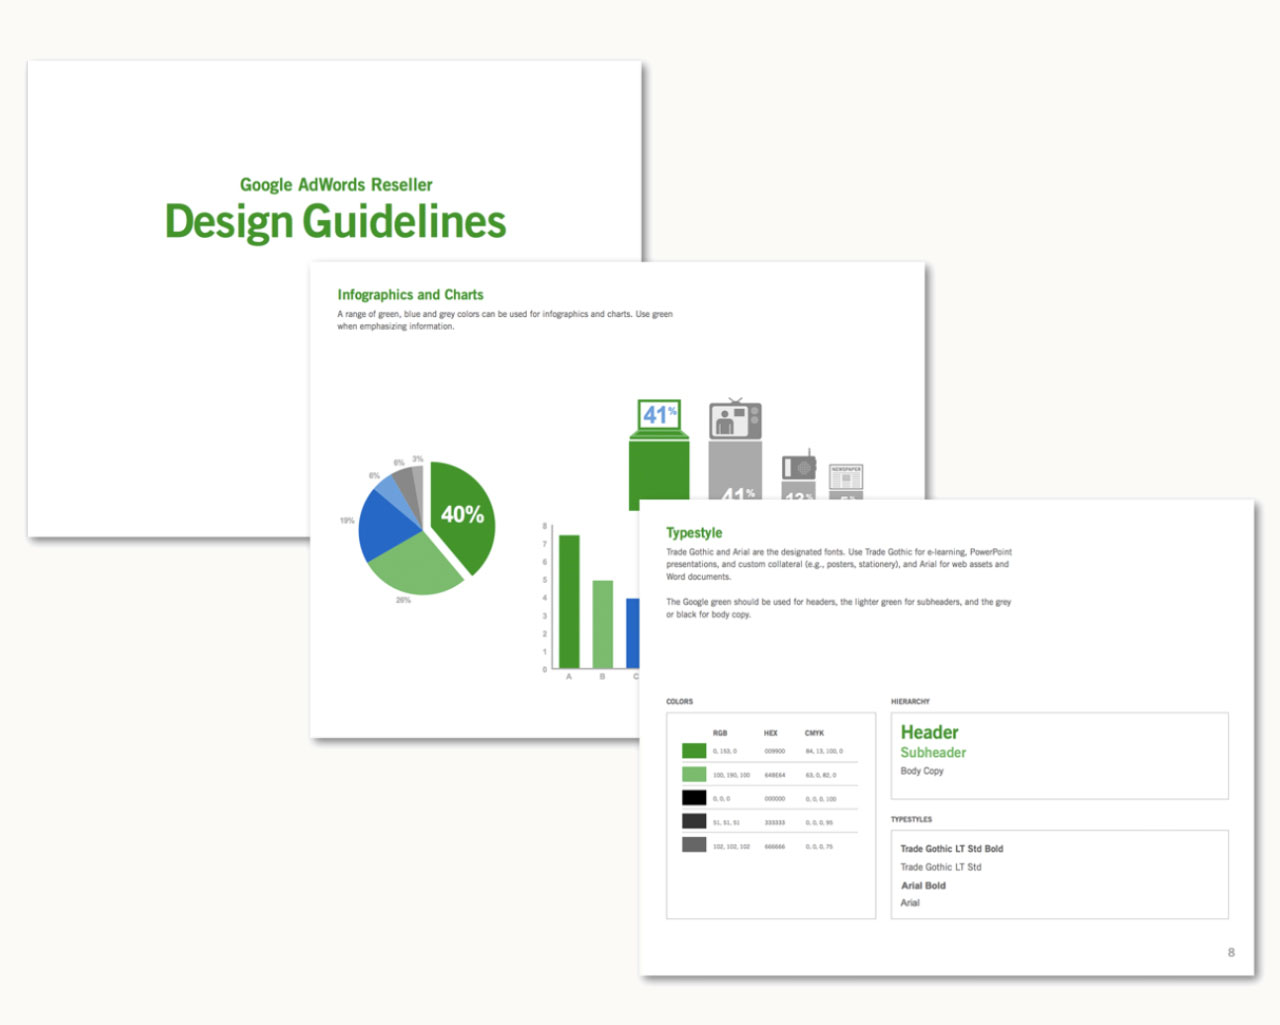 Google AdWords Reseller
Design Guidelines
Infographics and Charts
A range of green, blue and grey colors can be used for infographics and charts. Use green
when emphasizing information.
41%
3%
6%
40%
19%
26%
41%
NEWSPAPER
8
7
6
5
4
3
2
1
0
A
B
Typestyle
Trade Gothic and Arial are the designated fonts. Use Trade Gothic for e-learning, PowerPoint
presentations, and custom collateral (e.g., posters, stationery), and Arial for web assets and
Word documents.
The Google green should be used for headers, the lighter green for subheaders, and the grey
or black for body copy.
COLORS
RGB HEX CMYK
0, 153, 0 009900 84, 13, 100, 0
100, 190, 100 63, 0, 82, 0
0, 0, 0 000000 0, 0, 0, 100
51, 51, 51 333333 0, 0, 0, 95
102, 102, 102 666666 0, 0, 0, 75
HIERARCHY
Header
Subheader
Body Copy
TYPESTYLES
Trade Gothic LT Std Bold
Trade Gothic LT Std
Arial Bold
Arial
8